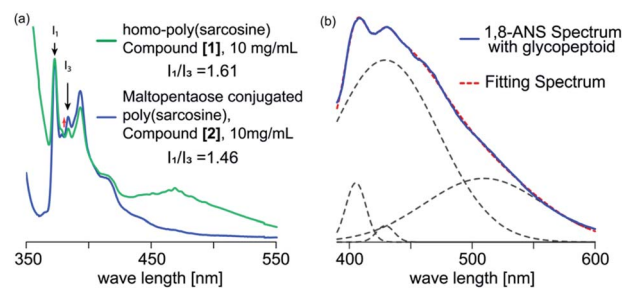 (a)
I₁
I₃
homo-poly(sarcosine)
Compound [1], 10 mg/mL
I₁/I₃ =1.61
Maltopentaose conjugated
poly(sarcosine),
Compound [2], 10mg/mL
I₁/I₃ =1.46
350
450
550
wave length [nm]
(b)
1,8-ANS Spectrum
with glycopeptoid
Fitting Spectrum
400
500
600
wave length [nm]